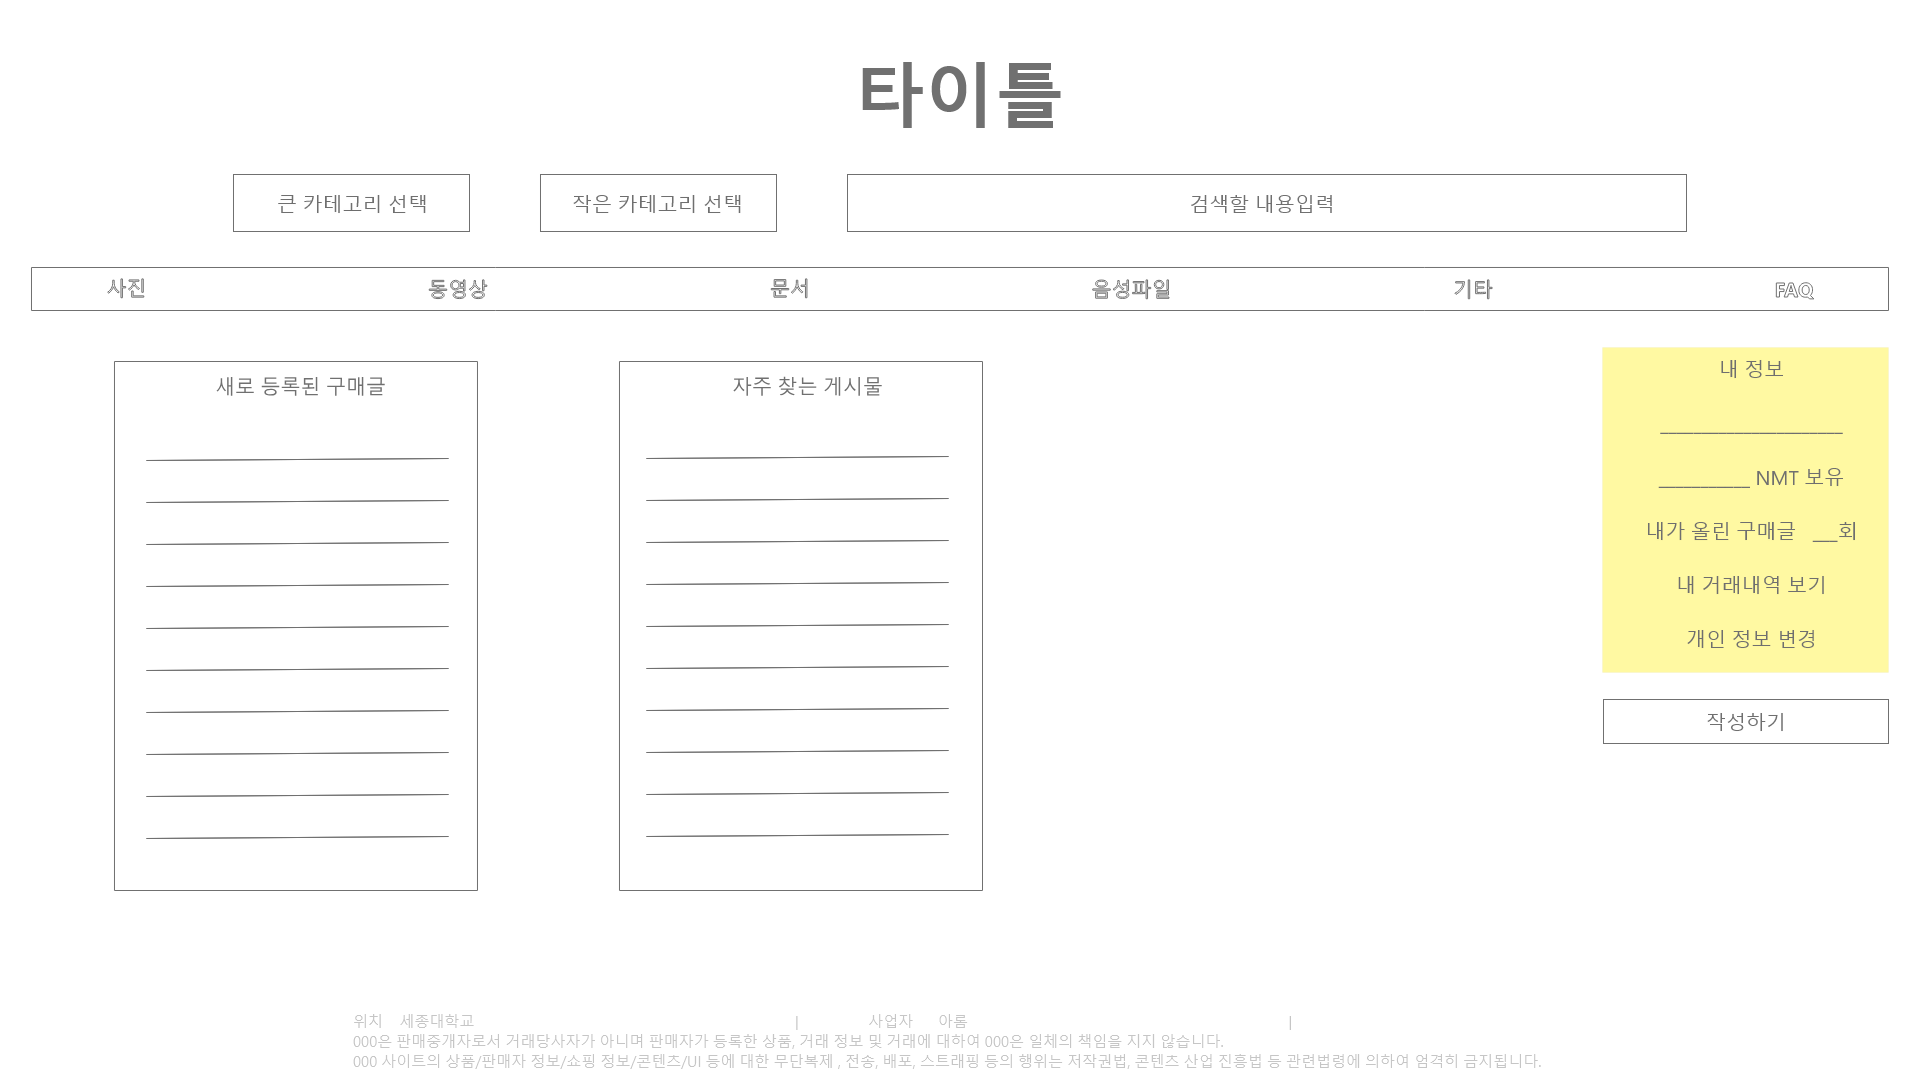 타이틀
큰 카테고리 선택
작은 카테고리 선택
검색할 내용입력
사진
동영상
문서
음성파일
기타
FAQ
새로 등록된 구매글
자주 찾는 게시물
내 정보
__________________
_________ NMT 보유
내가 올린 구매글 __회
내 거래내역 보기
개인 정보 변경
작성하기
위치 세종대학교 | 사업자 아롬 |
000은 판매중개자로서 거래당사자가 아니며 판매자가 등록한 상품, 거래 정보 및 거래에 대하여 000은 일체의 책임을 지지 않습니다.
000 사이트의 상품/판매자 정보/쇼핑 정보/콘텐츠/UI 등에 대한 무단복제 , 전송, 배포, 스트래핑 등의 행위는 저작권법, 콘텐츠 산업 진흥법 등 관련법령에 의하여 엄격히 금지됩니다.